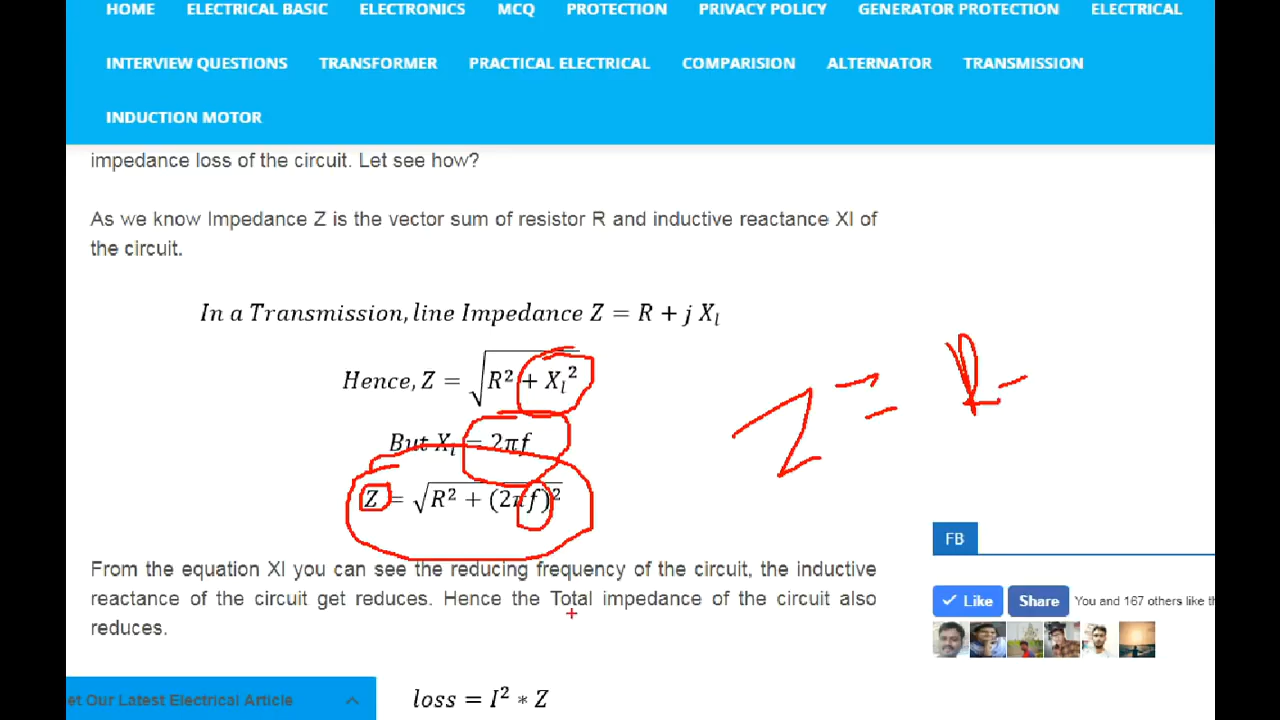 HOME ELECTRICAL BASIC ELECTRONICS MCQ PROTECTION PRIVACY POLICY GENERATOR PROTECTION ELECTRICAL
INTERVIEW QUESTIONS TRANSFORMER PRACTICAL ELECTRICAL COMPARISION ALTERNATOR TRANSMISSION
INDUCTION MOTOR
impedance loss of the circuit. Let see how?
As we know Impedance Z is the vector sum of resistor R and inductive reactance Xl of
the circuit.
In a Transmission, line Impedance Z = R + j Xₗ
Hence, Z = √R² + Xₗ²
But Xₗ = 2πf
Z = √R² + (2πf)²
Z = R-
From the equation Xl you can see the reducing frequency of the circuit, the inductive
reactance of the circuit get reduces. Hence the Total impedance of the circuit also
reduces.
loss = I² * Z
FB
Like Share You and 167 others like th
et Our Latest Electrical Article